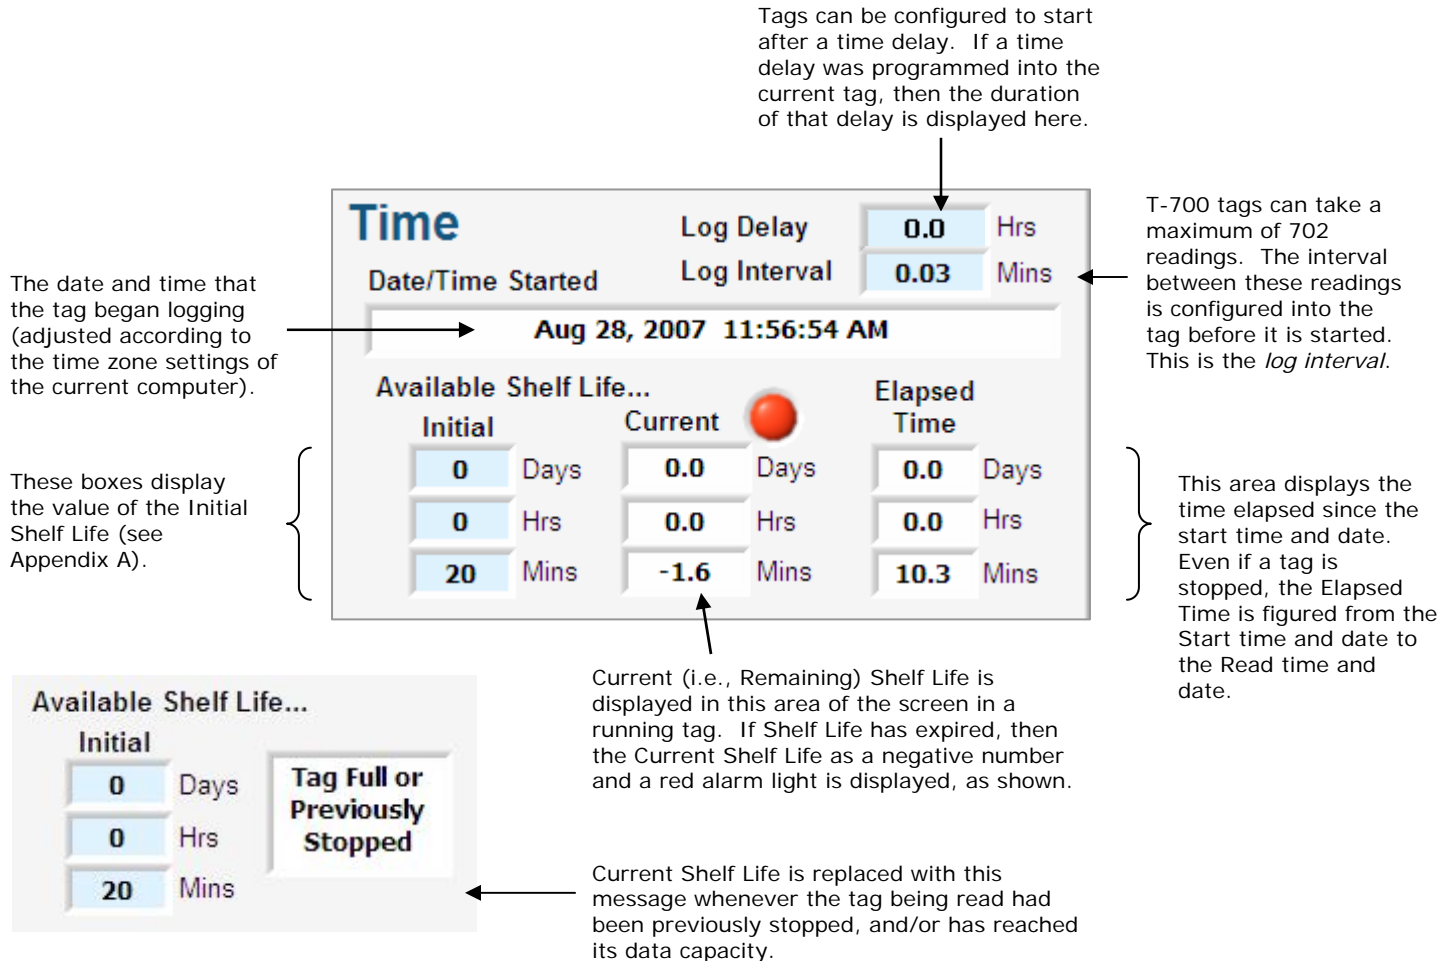 Tags can be configured to start
after a time delay.  If a time
delay was programmed into the
current tag, then the duration
of that delay is displayed here.
Time
Log Delay 0.0 Hrs
Log Interval 0.03 Mins
Date/Time Started
Aug 28, 2007 11:56:54 AM
Available Shelf Life...
Initial
Current
Elapsed
Time
0 Days 0.0 Days 0.0 Days
0 Hrs 0.0 Hrs 0.0 Hrs
20 Mins -1.6 Mins 10.3 Mins
T-700 tags can take a
maximum of 702
readings.  The interval
between these readings
is configured into the
tag before it is started.
This is the log interval.
The date and time that
the tag began logging
(adjusted according to
the time zone settings of
the current computer).
These boxes display
the value of the Initial
Shelf Life (see
Appendix A).
This area displays the
time elapsed since the
start time and date.
Even if a tag is
stopped, the Elapsed
Time is figured from the
Start time and date to
the Read time and
date.
Current (i.e., Remaining) Shelf Life is
displayed in this area of the screen in a
running tag.  If Shelf Life has expired, then
the Current Shelf Life as a negative number
and a red alarm light is displayed, as shown.
Available Shelf Life...
Initial
0 Days
0 Hrs
20 Mins
Tag Full or
Previously
Stopped
Current Shelf Life is replaced with this
message whenever the tag being read had
been previously stopped, and/or has reached
its data capacity.